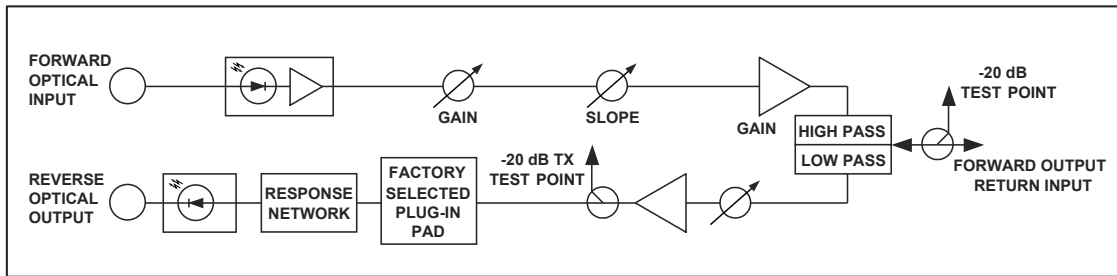 FORWARD
OPTICAL
INPUT
GAIN
SLOPE
GAIN
-20 dB
TEST POINT
HIGH PASS
LOW PASS
FORWARD OUTPUT
RETURN INPUT
REVERSE
OPTICAL
OUTPUT
RESPONSE
NETWORK
FACTORY
SELECTED
PLUG-IN
PAD
-20 dB TX
TEST POINT